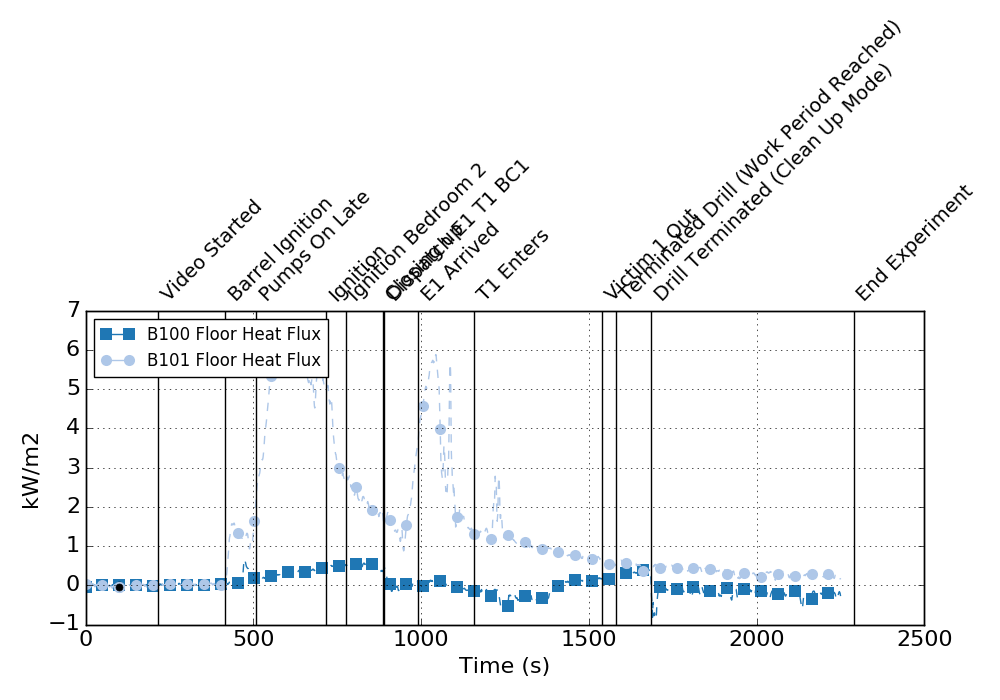 Video Started
Barrel Ignition
Pumps On Late
Ignition
Ignition Bedroom 2
Dispatch E1 T1 BC1
E1 Arrived
T1 Enters
Victim 1 Out
Terminated Drill (Work Period Reached)
Drill Terminated (Clean Up Mode)
End Experiment
7
6
5
4
3
2
1
0
−1
kW/m2
B100 Floor Heat Flux
B101 Floor Heat Flux
0
500
1000
1500
2000
2500
Time (s)